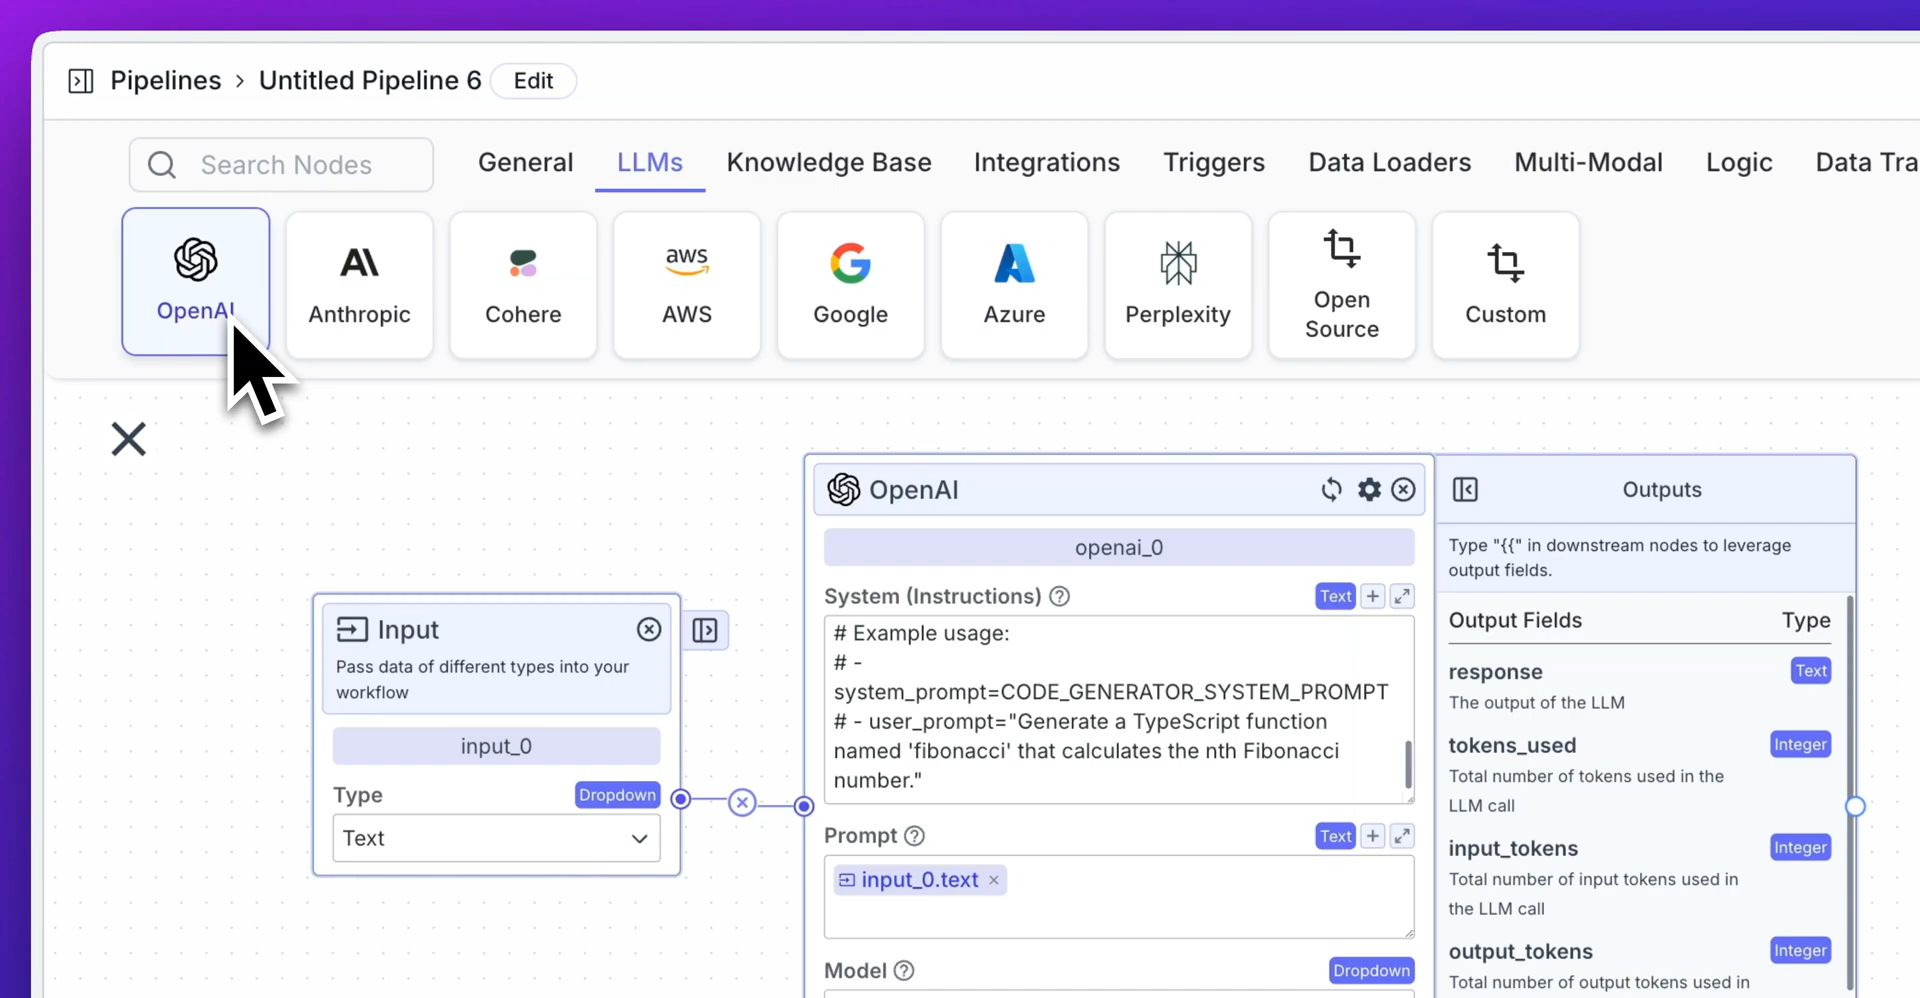 Pipelines > Untitled Pipeline 6 Edit
Search Nodes General LLMs Knowledge Base Integrations Triggers Data Loaders Multi-Modal Logic Data Tra
OpenAI Anthropic Cohere aws AWS Google Azure Perplexity Open Source Custom
Input
Pass data of different types into your
workflow
input_0
Type Dropdown
Text
OpenAI
openai_0
System (Instructions) Text
# Example usage:
# -
system_prompt=CODE_GENERATOR_SYSTEM_PROMPT
# - user_prompt="Generate a TypeScript function
named 'fibonacci' that calculates the nth Fibonacci
number."
Prompt Text
input_0.text
Model Dropdown
Outputs
Type "{{" in downstream nodes to leverage
output fields.
Output Fields Type
response Text
The output of the LLM
tokens_used Integer
Total number of tokens used in the
LLM call
input_tokens Integer
Total number of input tokens used in
the LLM call
output_tokens Integer
Total number of output tokens used in